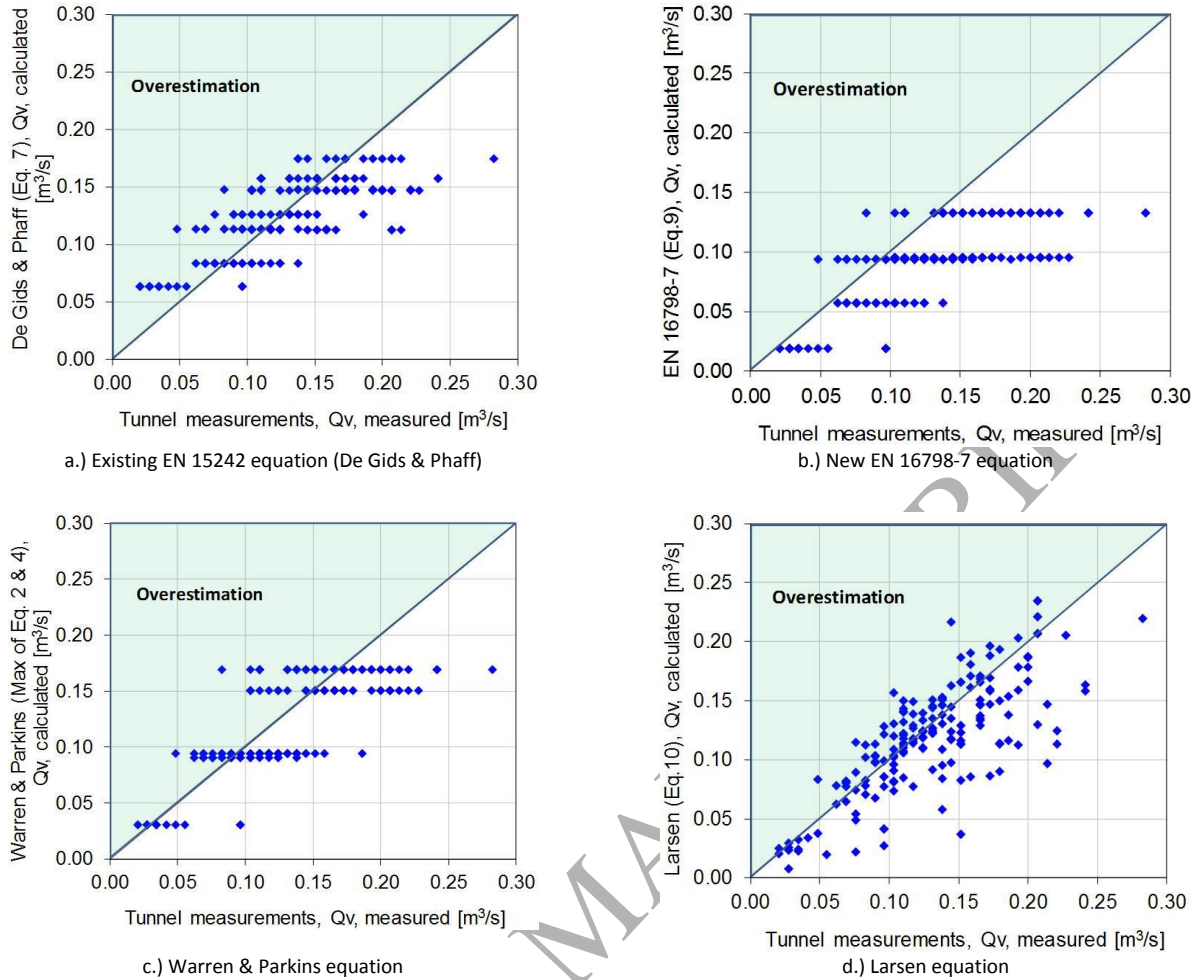 De Gids & Phaff (Eq. 7), Qv, calculated
[m³/s]
0.30
0.25
0.20
0.15
0.10
0.05
0.00
Overestimation
0.00 0.05 0.10 0.15 0.20 0.25 0.30
Tunnel measurements, Qv, measured [m³/s]
a.) Existing EN 15242 equation (De Gids & Phaff)
EN 16798-7 (Eq.9), Qv, calculated [m³/s]
0.30
0.25
0.20
0.15
0.10
0.05
0.00
Overestimation
0.00 0.05 0.10 0.15 0.20 0.25 0.30
Tunnel measurements, Qv, measured [m³/s]
b.) New EN 16798-7 equation
Warren & Parkins (Max of Eq. 2 & 4),
Qv, calculated [m³/s]
0.30
0.25
0.20
0.15
0.10
0.05
0.00
Overestimation
0.00 0.05 0.10 0.15 0.20 0.25 0.30
Tunnel measurements, Qv, measured [m³/s]
c.) Warren & Parkins equation
Larsen (Eq.10), Qv, calculated [m³/s]
0.30
0.25
0.20
0.15
0.10
0.05
0.00
Overestimation
0.00 0.05 0.10 0.15 0.20 0.25 0.30
Tunnel measurements, Qv, measured [m³/s]
d.) Larsen equation